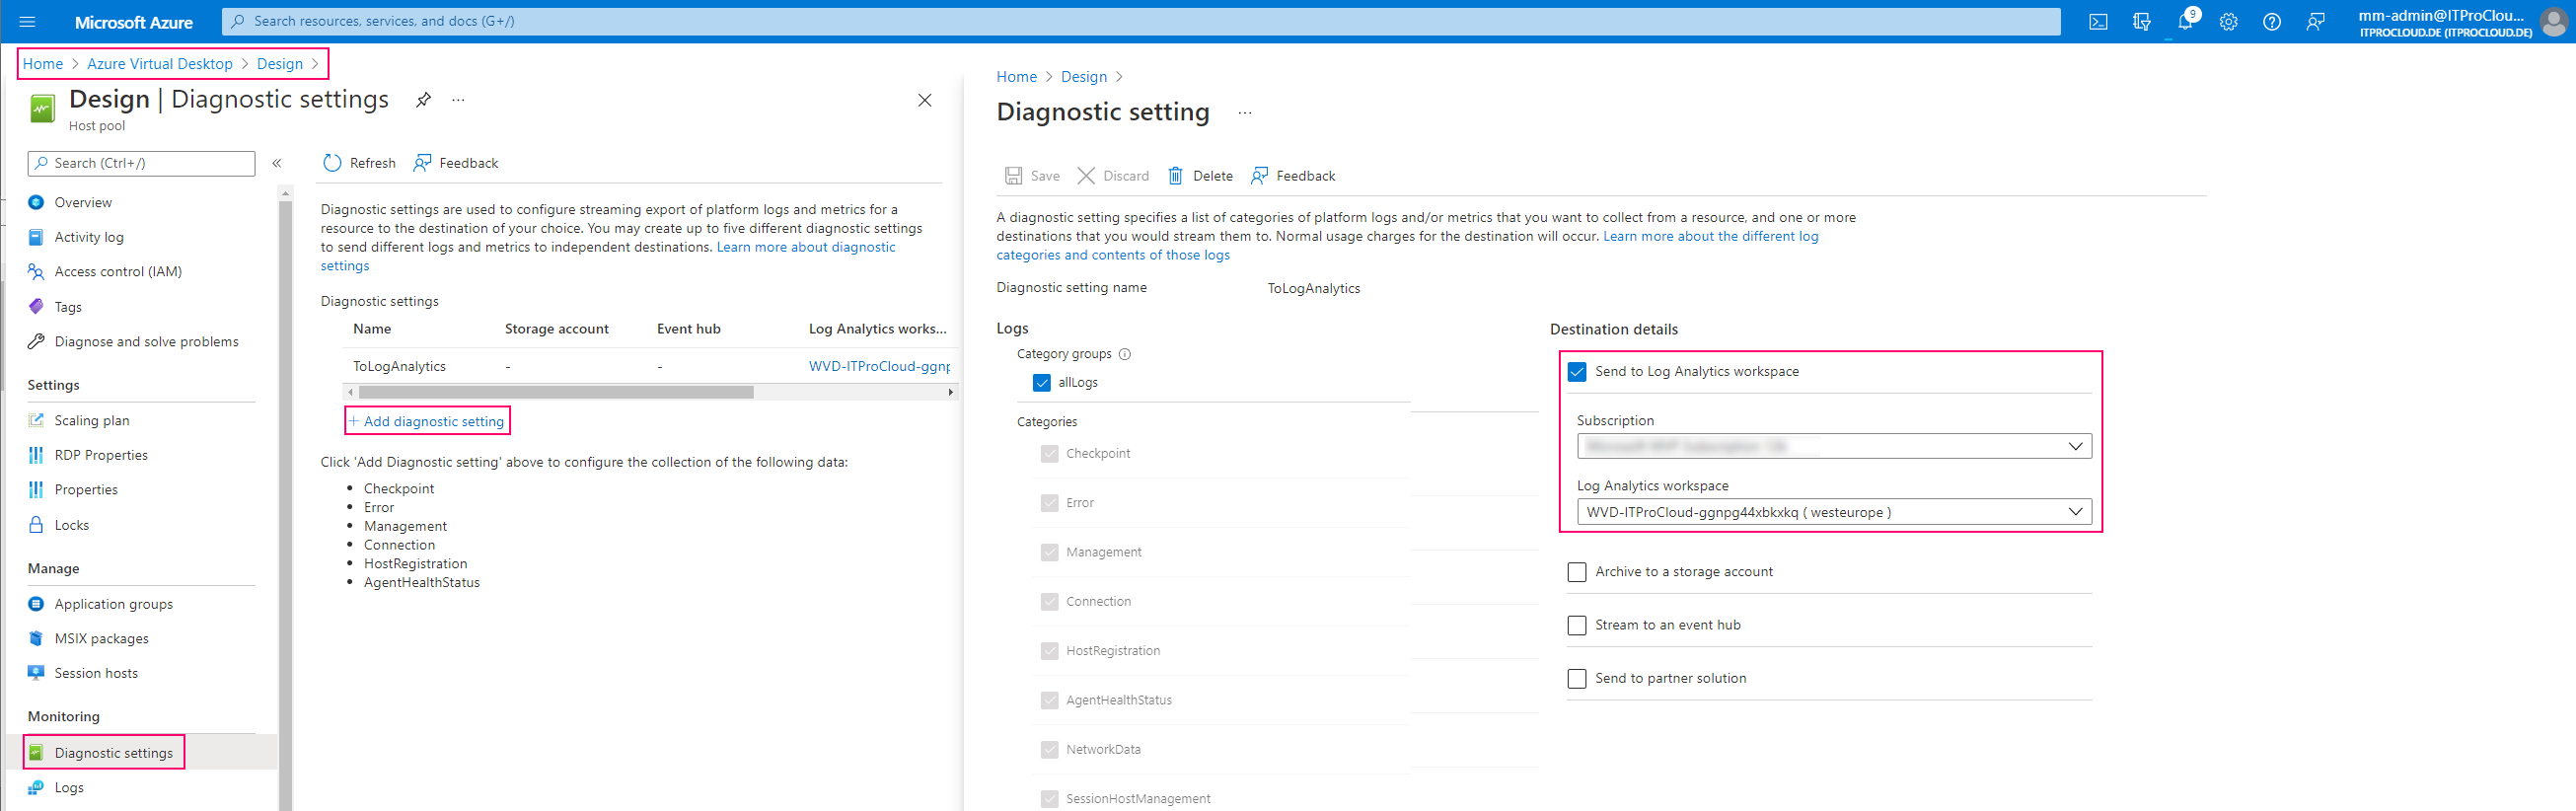 Microsoft Azure
Search resources, services, and docs (G+/)
9
mm-admin@ITProClou...
ITPROCLOUD.DE (ITPROCLOUD.DE)
Home > Azure Virtual Desktop > Design >
Design | Diagnostic settings ...
Host pool
Search (Ctrl+/)
«
Overview
Activity log
Access control (IAM)
Tags
Diagnose and solve problems
Settings
Scaling plan
RDP Properties
Properties
Locks
Manage
Application groups
MSIX packages
Session hosts
Monitoring
Diagnostic settings
Logs
Refresh Feedback
Diagnostic settings are used to configure streaming export of platform logs and metrics for a
resource to the destination of your choice. You may create up to five different diagnostic settings
to send different logs and metrics to independent destinations. Learn more about diagnostic
settings
Diagnostic settings
Name Storage account Event hub Log Analytics works...
ToLogAnalytics - - WVD-ITProCloud-ggnp
+ Add diagnostic setting
Click 'Add Diagnostic setting' above to configure the collection of the following data:
• Checkpoint
• Error
• Management
• Connection
• HostRegistration
• AgentHealthStatus
Home > Design >
Diagnostic setting ...
Save Discard Delete Feedback
A diagnostic setting specifies a list of categories of platform logs and/or metrics that you want to collect from a resource, and one or more
destinations that you would stream them to. Normal usage charges for the destination will occur. Learn more about the different log
categories and contents of those logs
Diagnostic setting name ToLogAnalytics
Logs
Category groups
allLogs
Categories
Checkpoint
Error
Management
Connection
HostRegistration
AgentHealthStatus
NetworkData
SessionHostManagement
Destination details
Send to Log Analytics workspace
Subscription
Log Analytics workspace
WVD-ITProCloud-ggnpg44xbkxkq ( westeurope )
Archive to a storage account
Stream to an event hub
Send to partner solution